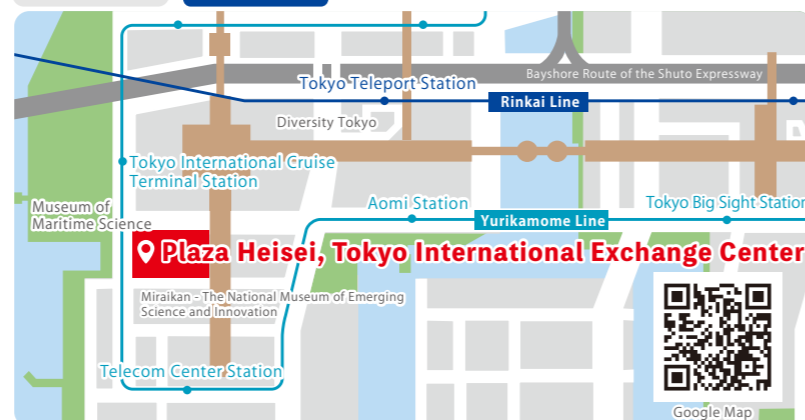 Bayshore Route of the Shuto Expressway
Tokyo Teleport Station
Rinkai Line
Diversity Tokyo
Tokyo International Cruise
Terminal Station
Museum of
Maritime Science
Aomi Station
Yurikamome Line
Tokyo Big Sight Station
Plaza Heisei, Tokyo International Exchange Center
Miraikan - The National Museum of Emerging
Science and Innovation
Telecom Center Station
Google Map